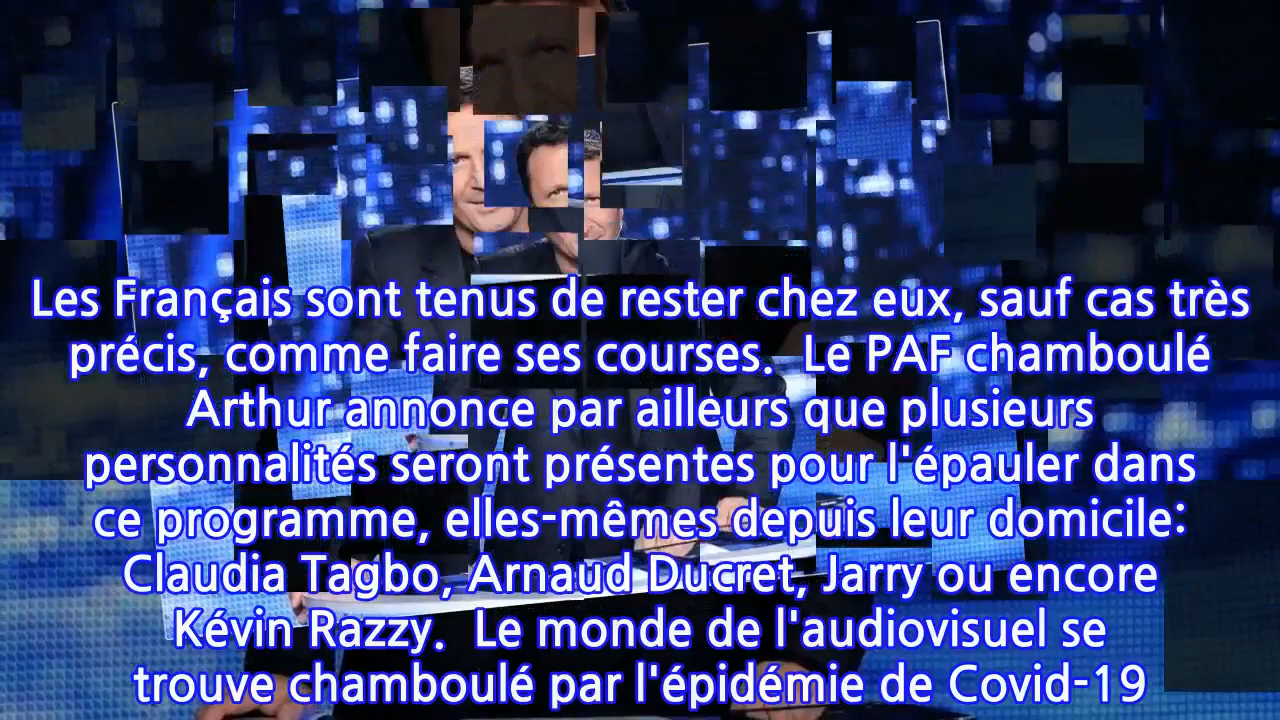 Les Français sont tenus de rester chez eux, sauf cas très
précis, comme faire ses courses.  Le PAF chamboulé
Arthur annonce par ailleurs que plusieurs
personnalités seront présentes pour l'épauler dans
ce programme, elles-mêmes depuis leur domicile:
Claudia Tagbo, Arnaud Ducret, Jarry ou encore
Kévin Razzy.  Le monde de l'audiovisuel se
trouve chamboulé par l'épidémie de Covid-19